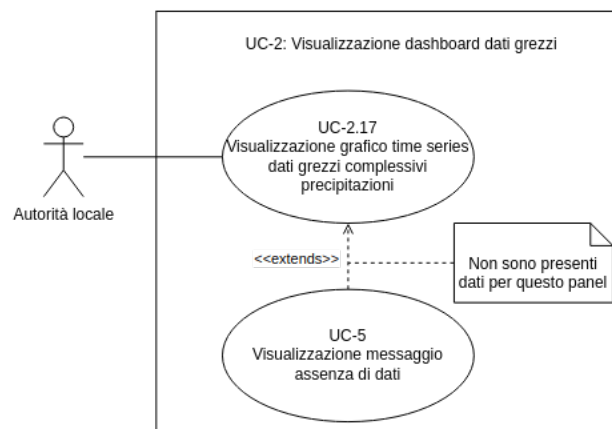 UC-2: Visualizzazione dashboard dati grezzi
UC-2.17
Visualizzazione grafico time series
dati grezzi complessivi
precipitazioni
Autorità locale
<<extends>>
Non sono presenti
dati per questo panel
UC-5
Visualizzazione messaggio
assenza di dati